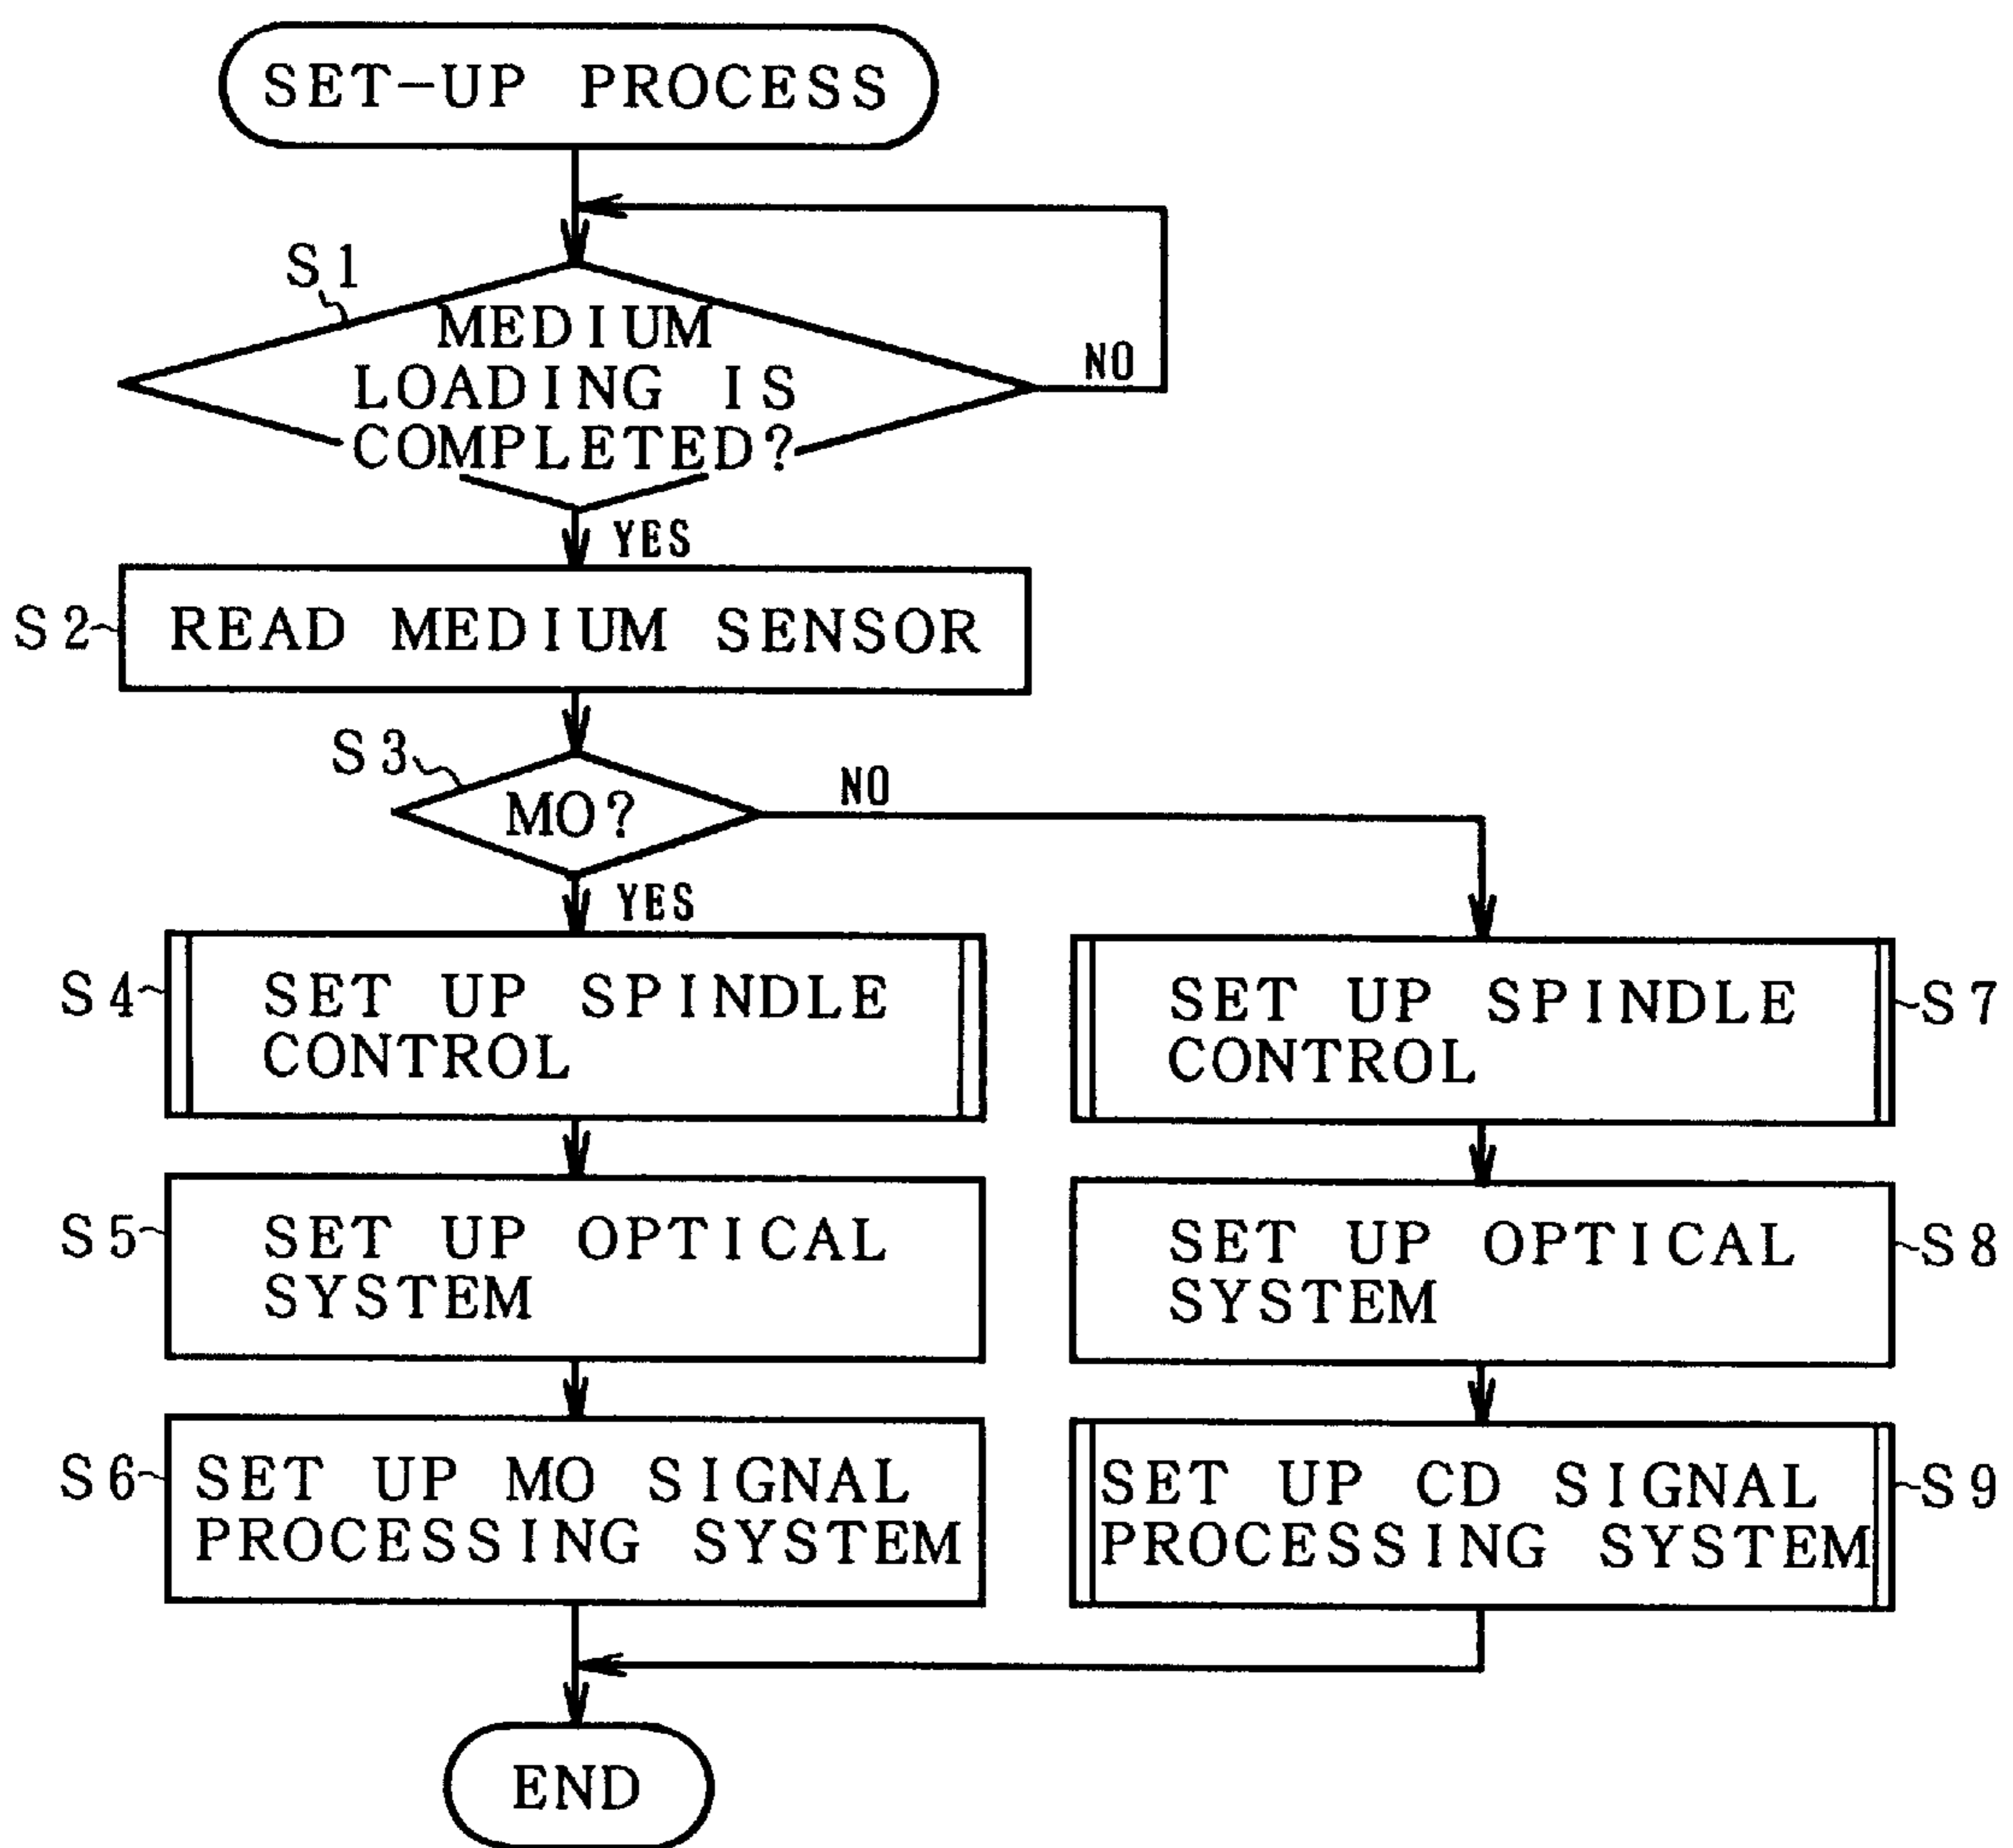 SET-UP PROCESS
S1
MEDIUM
LOADING IS
COMPLETED?
NO
YES
S2
READ MEDIUM SENSOR
S3
MO?
NO
YES
S4
SET UP SPINDLE
CONTROL
SET UP SPINDLE
CONTROL
S7
S5
SET UP OPTICAL
SYSTEM
SET UP OPTICAL
SYSTEM
S8
S6
SET UP MO SIGNAL
PROCESSING SYSTEM
SET UP CD SIGNAL
PROCESSING SYSTEM
S9
END